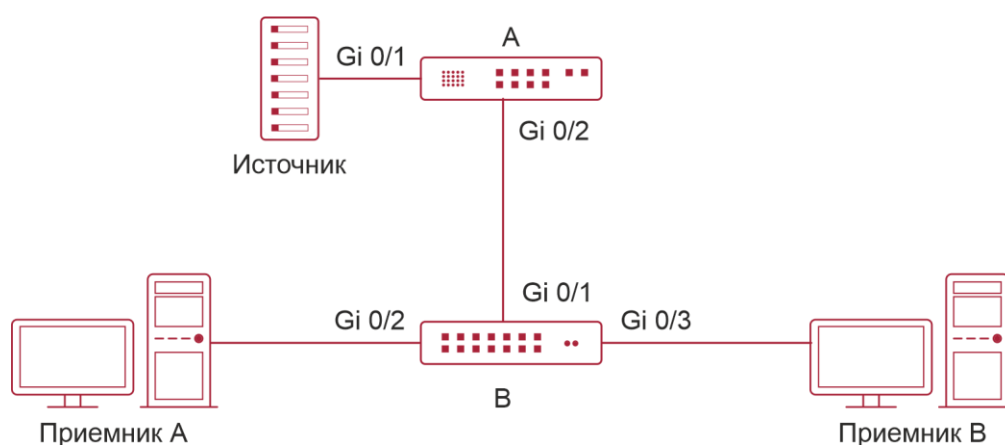 A
Gi 0/1
Gi 0/2
Источник
Gi 0/1
Gi 0/2
Gi 0/3
B
Приемник А
Приемник В